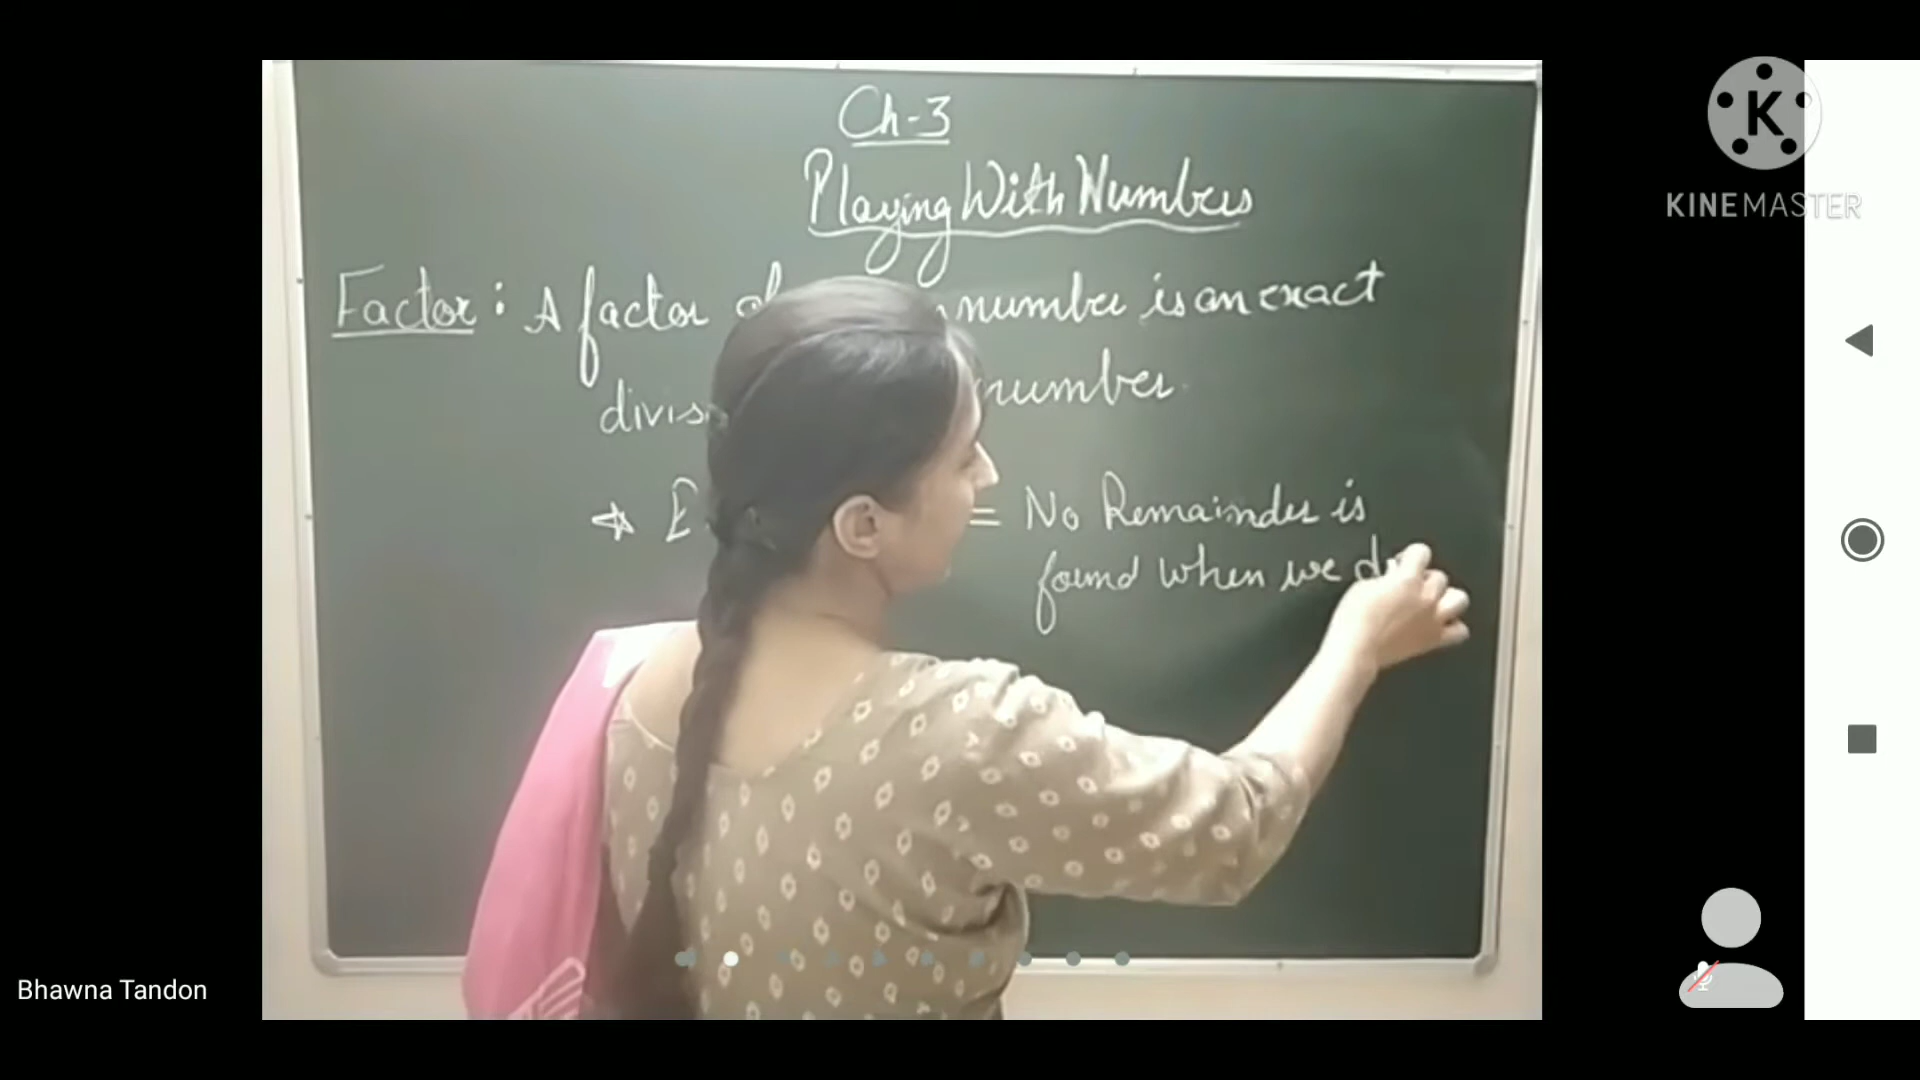 Ch-3
Playing With Numbers
Factor : A factor of number is an exact
number.
No Remainder is
found when we
KINEMASTER
Bhawna Tandon